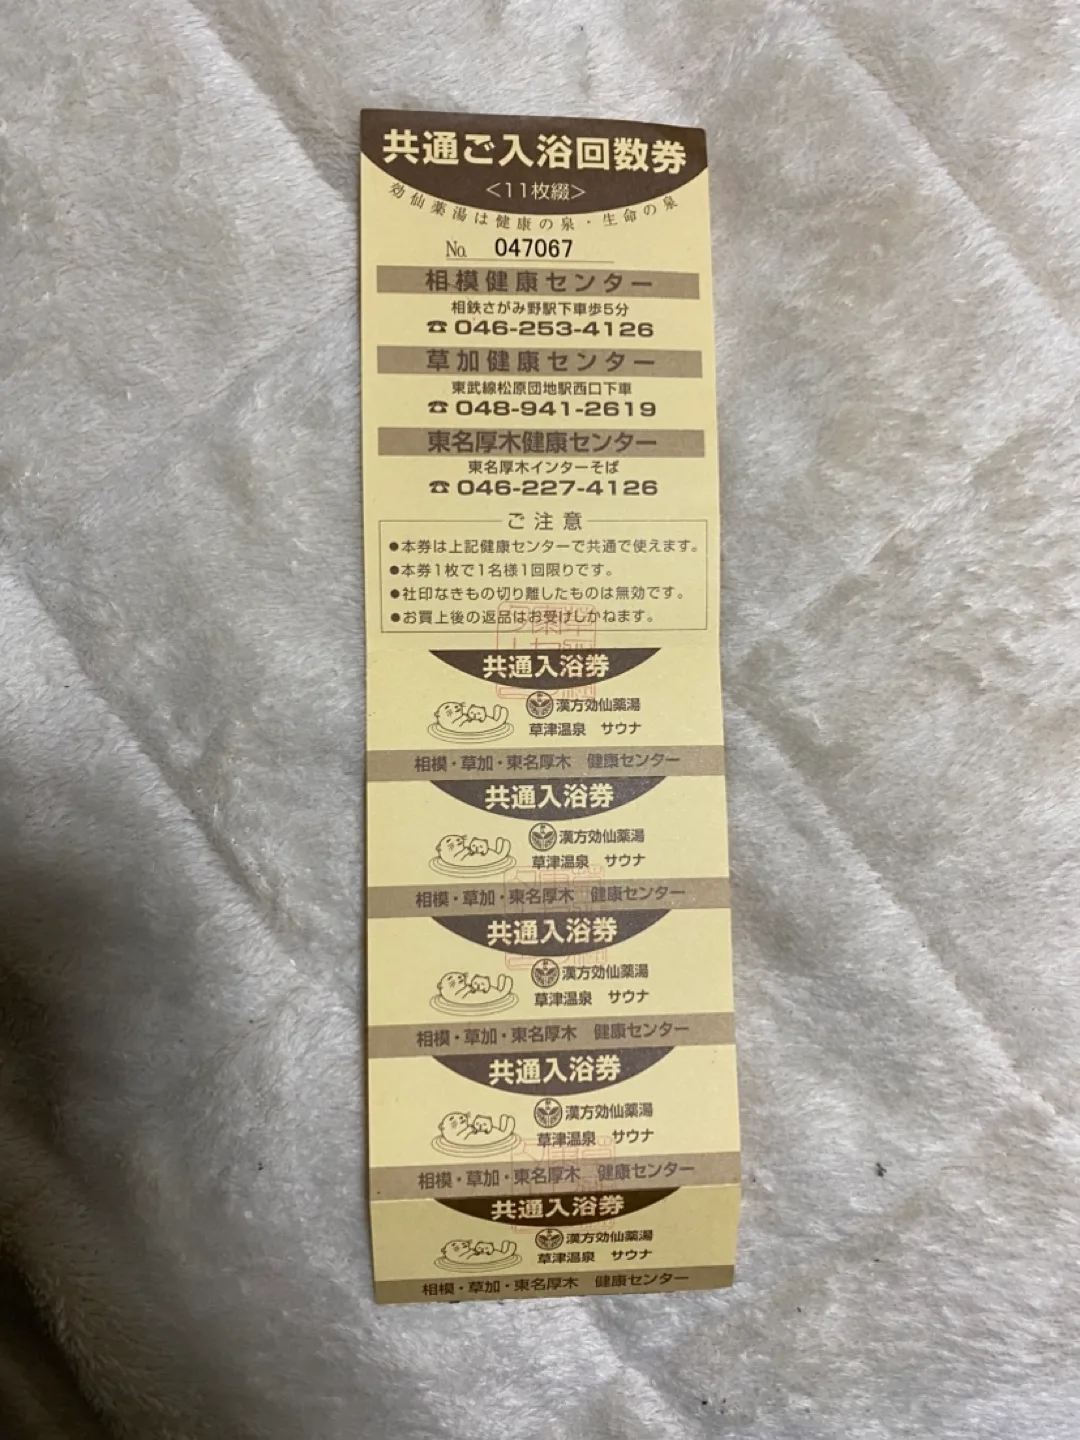 共通ご入浴回数券
<11枚綴>
効仙薬湯は健康の泉・生命の泉
No. 047067
相模健康センター
相鉄さがみ野駅下車歩5分
☎046-253-4126
草加健康センター
東武線松原団地駅西口下車
☎048-941-2619
東名厚木健康センター
東名厚木インターそば
☎046-227-4126
ご注意
●本券は上記健康センターで共通で使えます。
●本券1枚で1名様1回限りです。
●社印なきもの切り離したものは無効です。
●お買上後の返品はお受けしかねます。
共通入浴券
漢方効仙薬湯
草津温泉 サウナ
相模・草加・東名厚木 健康センター
共通入浴券
漢方効仙薬湯
草津温泉 サウナ
相模・草加・東名厚木 健康センター
共通入浴券
漢方効仙薬湯
草津温泉 サウナ
相模・草加・東名厚木 健康センター
共通入浴券
漢方効仙薬湯
草津温泉 サウナ
相模・草加・東名厚木 健康センター
共通入浴券
漢方効仙薬湯
草津温泉 サウナ
相模・草加・東名厚木 健康センター